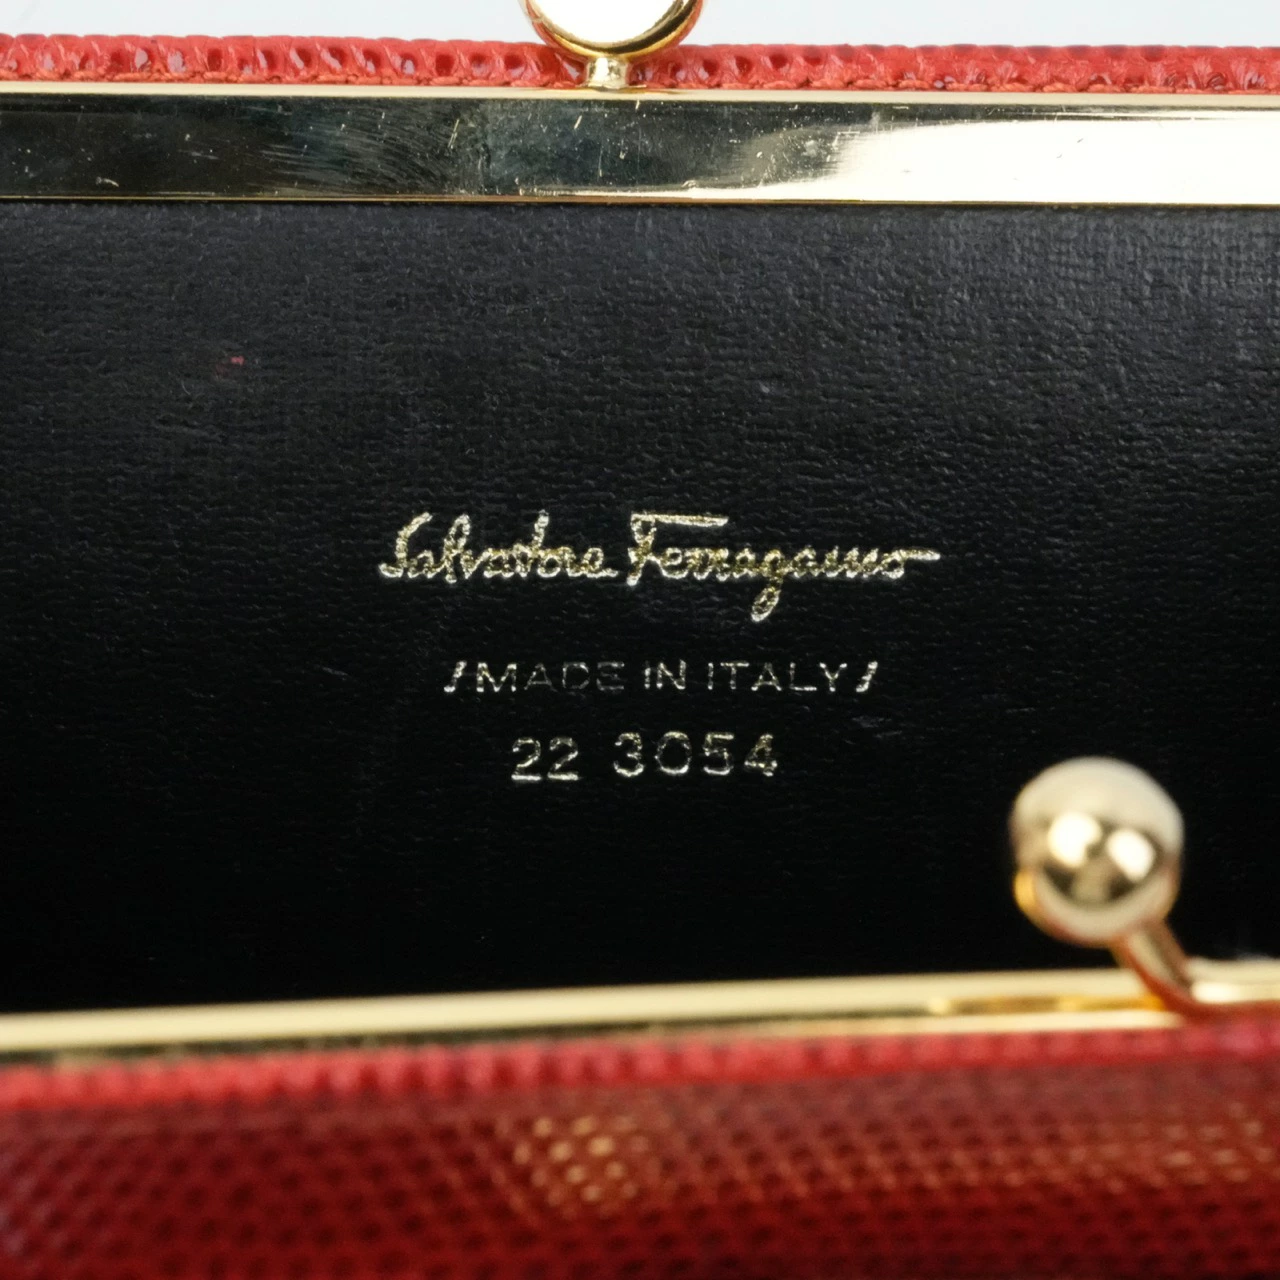 Salvatore Ferragamo
/MADE IN ITALY/
22 3054